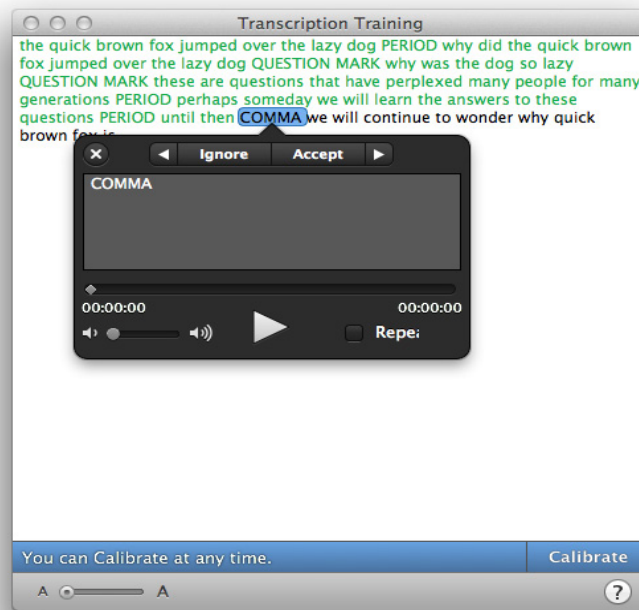 Transcription Training
the quick brown fox jumped over the lazy dog PERIOD why did the quick brown
fox jumped over the lazy dog QUESTION MARK why was the dog so lazy
QUESTION MARK these are questions that have perplexed many people for many
generations PERIOD perhaps someday we will learn the answers to these
questions PERIOD until then COMMA we will continue to wonder why quick
brown fox is
Ignore Accept
COMMA
00:00:00 00:00:00
Repea
You can Calibrate at any time. Calibrate
A A ?